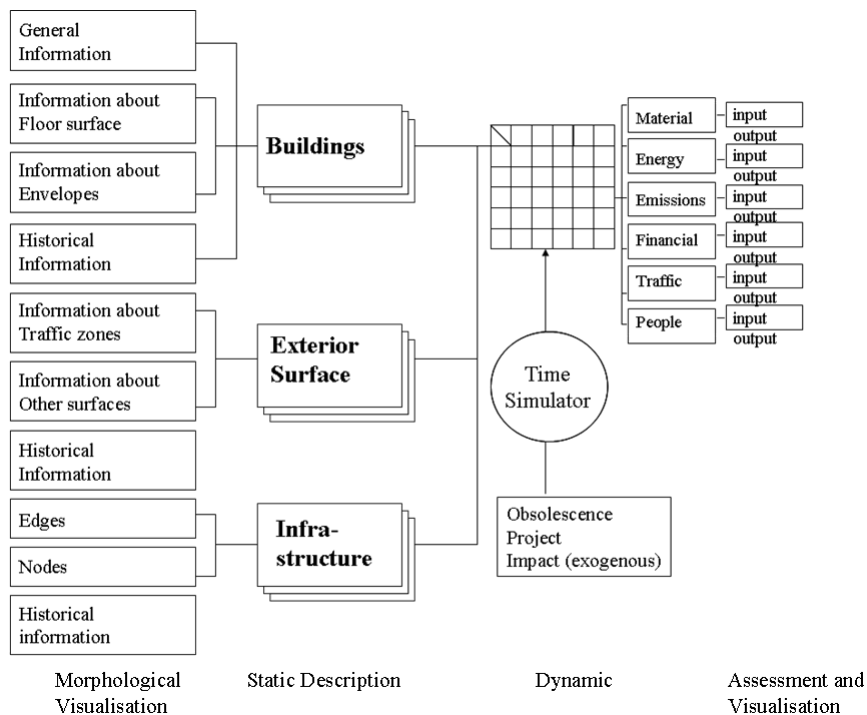 General
Information
Information about
Floor surface
Information about
Envelopes
Historical
Information
Information about
Traffic zones
Information about
Other surfaces
Historical
Information
Edges
Nodes
Historical
information
Buildings
Exterior
Surface
Infra-
structure
Time
Simulator
Obsolescence
Project
Impact (exogenous)
Material
input
output
Energy
input
output
Emissions
input
output
Financial
input
output
Traffic
input
output
People
input
output
Morphological
Visualisation
Static Description
Dynamic
Assessment and
Visualisation